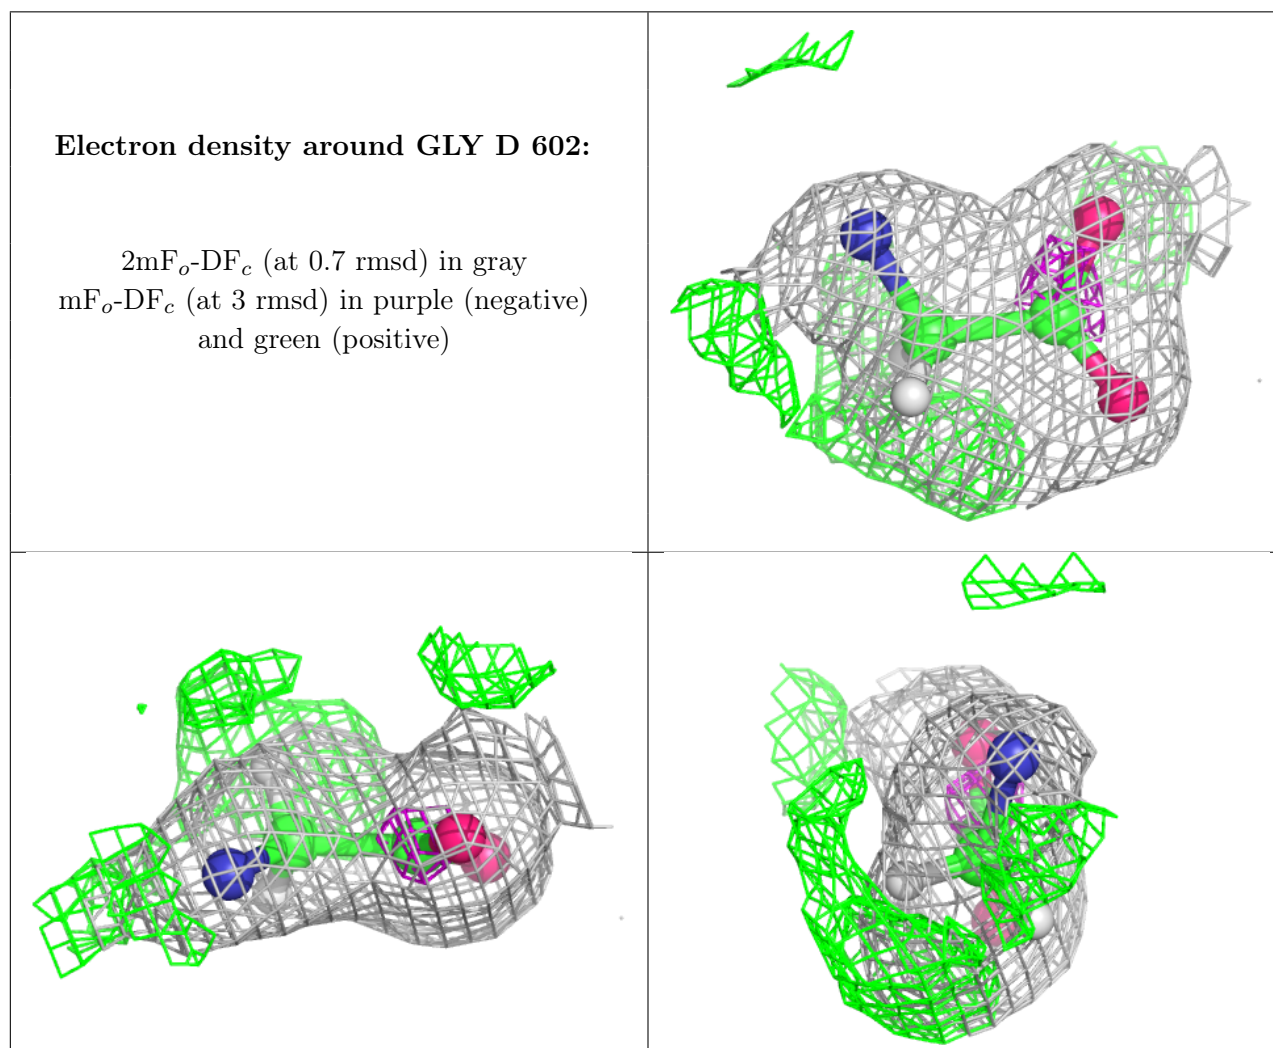 Electron density around GLY D 602:
2mF$_o$-DF$_c$ (at 0.7 rmsd) in gray
mF$_o$-DF$_c$ (at 3 rmsd) in purple (negative)
and green (positive)